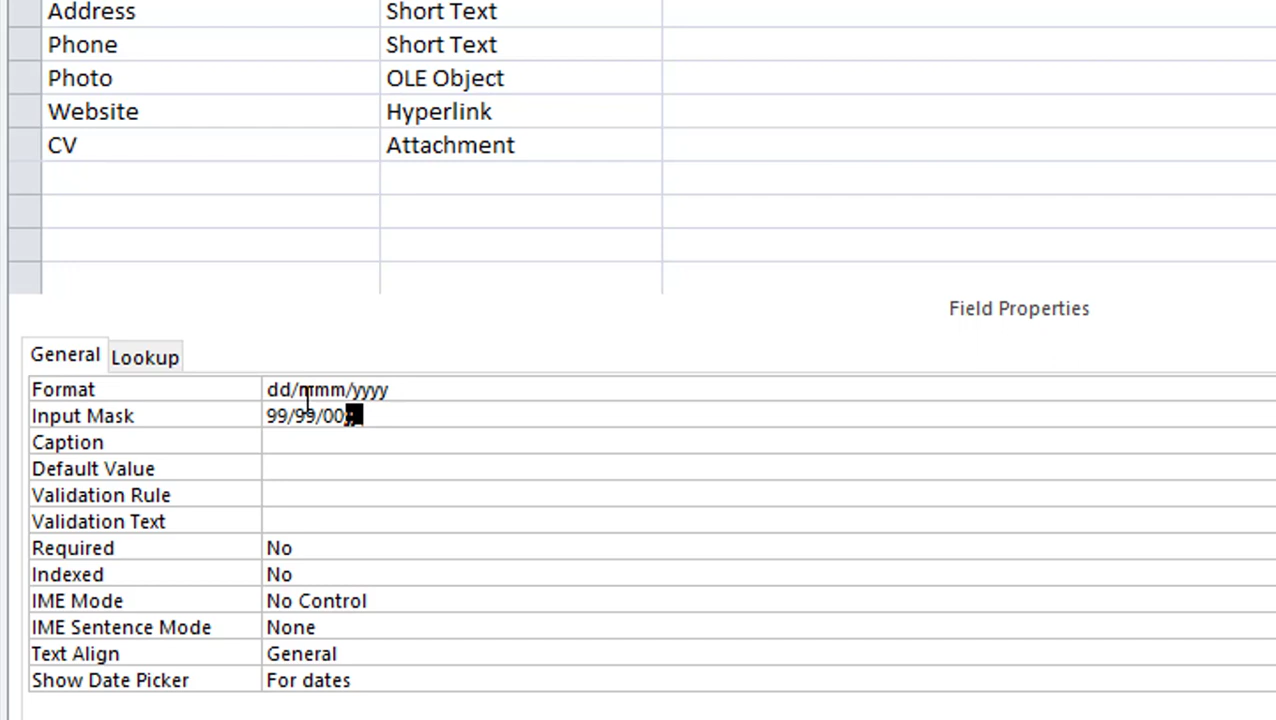 Address Short Text
Phone Short Text
Photo OLE Object
Website Hyperlink
CV Attachment
Field Properties
General Lookup
Format dd/mmm/yyyy
Input Mask 99/99/00;
Caption
Default Value
Validation Rule
Validation Text
Required No
Indexed No
IME Mode No Control
IME Sentence Mode None
Text Align General
Show Date Picker For dates